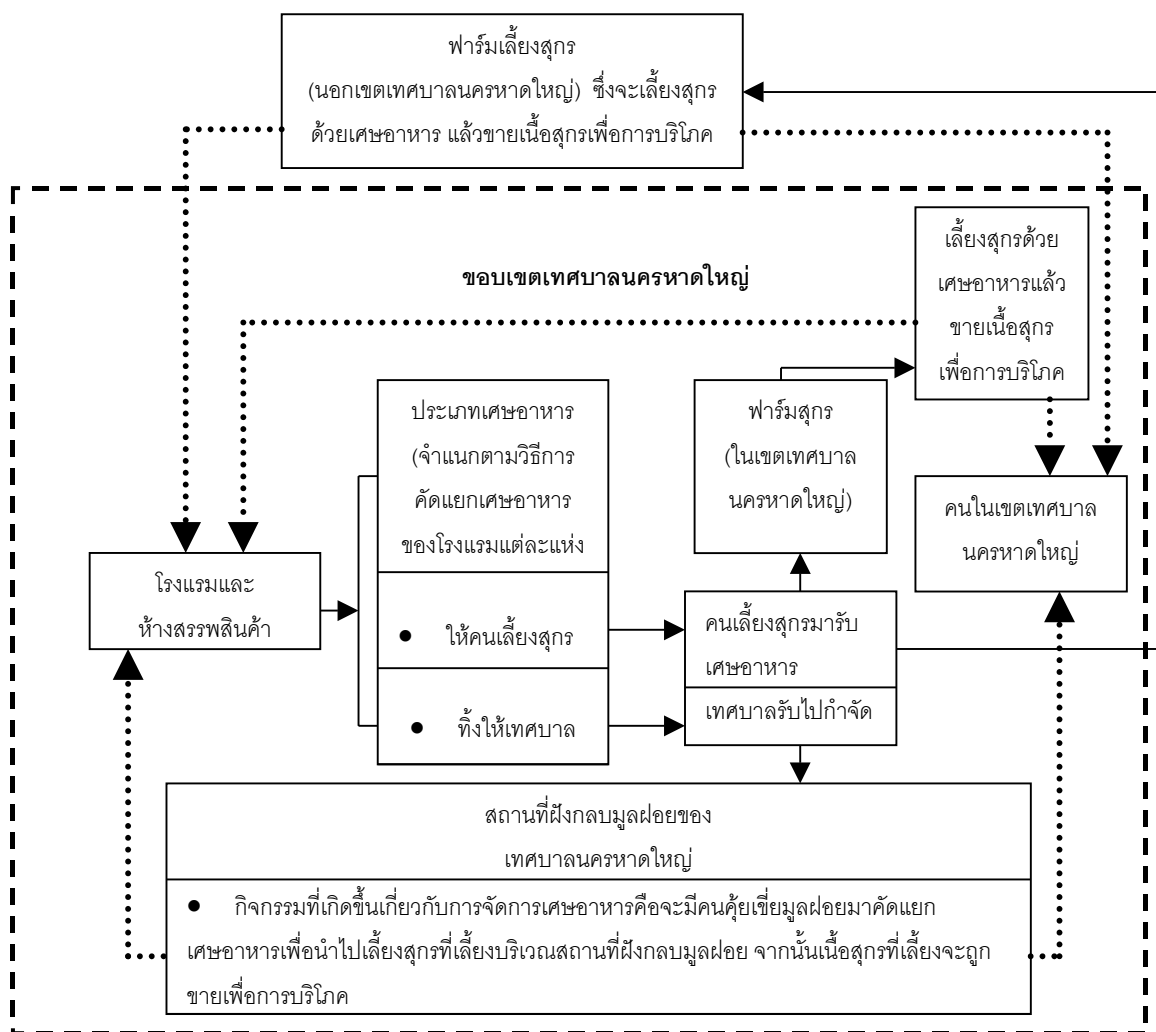 ฟาร์มเลี้ยงสุกร
(นอกเขตเทศบาลนครหาดใหญ่) ซึ่งจะเลี้ยงสุกร
ด้วยเศษอาหาร แล้วขายเนื้อสุกรเพื่อการบริโภค
เลี้ยงสุกรด้วย
เศษอาหารแล้ว
ขายเนื้อสุกร
เพื่อการบริโภค
ขอบเขตเทศบาลนครหาดใหญ่
ประเภทเศษอาหาร
(จำแนกตามวิธีการ
คัดแยกเศษอาหาร
ของโรงแรมแต่ละแห่ง
ฟาร์มสุกร
(ในเขตเทศบาล
นครหาดใหญ่)
คนในเขตเทศบาล
นครหาดใหญ่
โรงแรมและ
ห้างสรรพสินค้า
● ให้คนเลี้ยงสุกร
● ทิ้งให้เทศบาล
คนเลี้ยงสุกรมารับ
เศษอาหาร
เทศบาลรับไปกำจัด
สถานที่ฝังกลบมูลฝอยของ
เทศบาลนครหาดใหญ่
● กิจกรรมที่เกิดขึ้นเกี่ยวกับการจัดการเศษอาหารคือจะมีคนคุ้ยเขี่ยมูลฝอยมาคัดแยก
เศษอาหารเพื่อนำไปเลี้ยงสุกรที่เลี้ยงบริเวณสถานที่ฝังกลบมูลฝอย จากนั้นเนื้อสุกรที่เลี้ยงจะถูก
ขายเพื่อการบริโภค